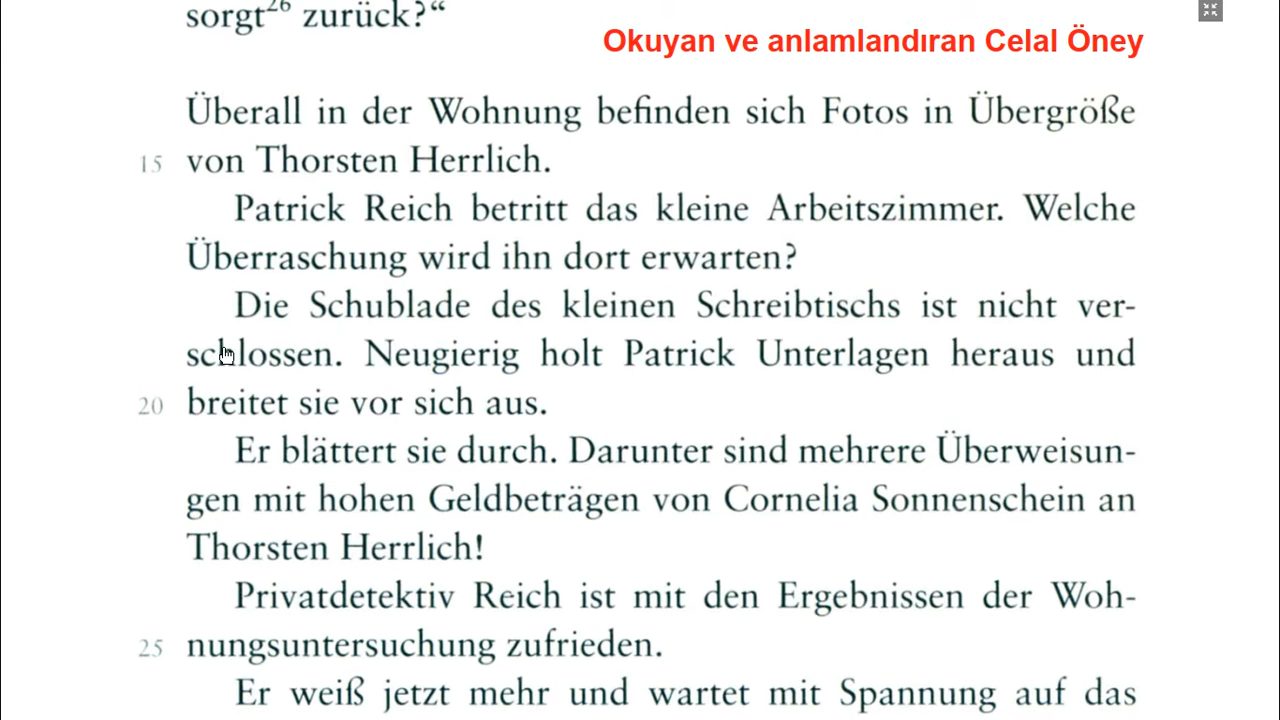 sorgt²⁶ zurück?“
Okuyan ve anlamlandıran Celal Öney
Überall in der Wohnung befinden sich Fotos in Übergröße
15 von Thorsten Herrlich.
Patrick Reich betritt das kleine Arbeitszimmer. Welche
Überraschung wird ihn dort erwarten?
Die Schublade des kleinen Schreibtischs ist nicht ver-
schlossen. Neugierig holt Patrick Unterlagen heraus und
20 breitet sie vor sich aus.
Er blättert sie durch. Darunter sind mehrere Überweisun-
gen mit hohen Geldbeträgen von Cornelia Sonnenschein an
Thorsten Herrlich!
Privatdetektiv Reich ist mit den Ergebnissen der Woh-
25 nungsuntersuchung zufrieden.
Er weiß jetzt mehr und wartet mit Spannung auf das